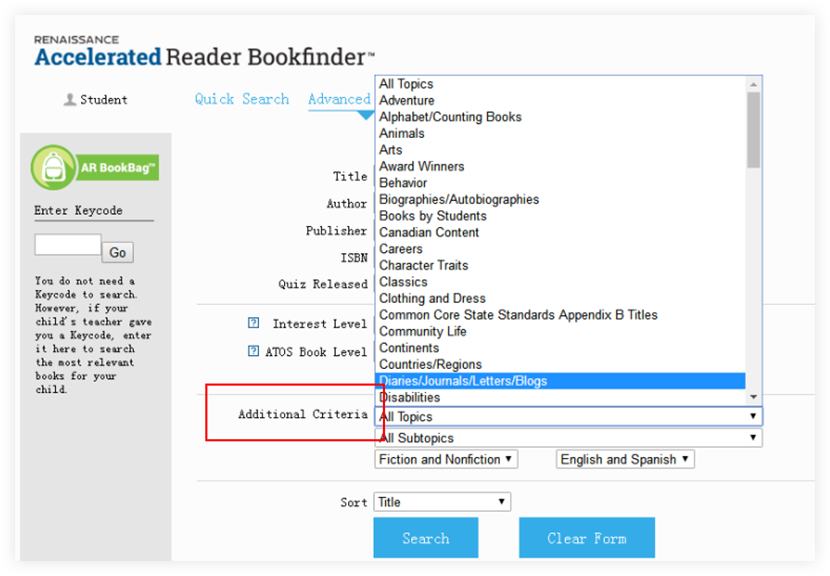 RENAISSANCE
Accelerated Reader Bookfinder™
Student
Quick Search
Advanced
AR BookBag™
Enter Keycode
Go
You do not need a
Keycode to search.
However, if your
child's teacher gave
you a Keycode, enter
it here to search
the most relevant
books for your
child.
Title
Author
Publisher
ISBN
Quiz Released
? Interest Level
? ATOS Book Level
All Topics
Adventure
Alphabet/Counting Books
Animals
Arts
Award Winners
Behavior
Biographies/Autobiographies
Books by Students
Canadian Content
Careers
Character Traits
Classics
Clothing and Dress
Common Core State Standards Appendix B Titles
Community Life
Continents
Countries/Regions
Diaries/Journals/Letters/Blogs
Disabilities
Additional Criteria
All Topics
All Subtopics
Fiction and Nonfiction
English and Spanish
Sort
Title
Search
Clear Form